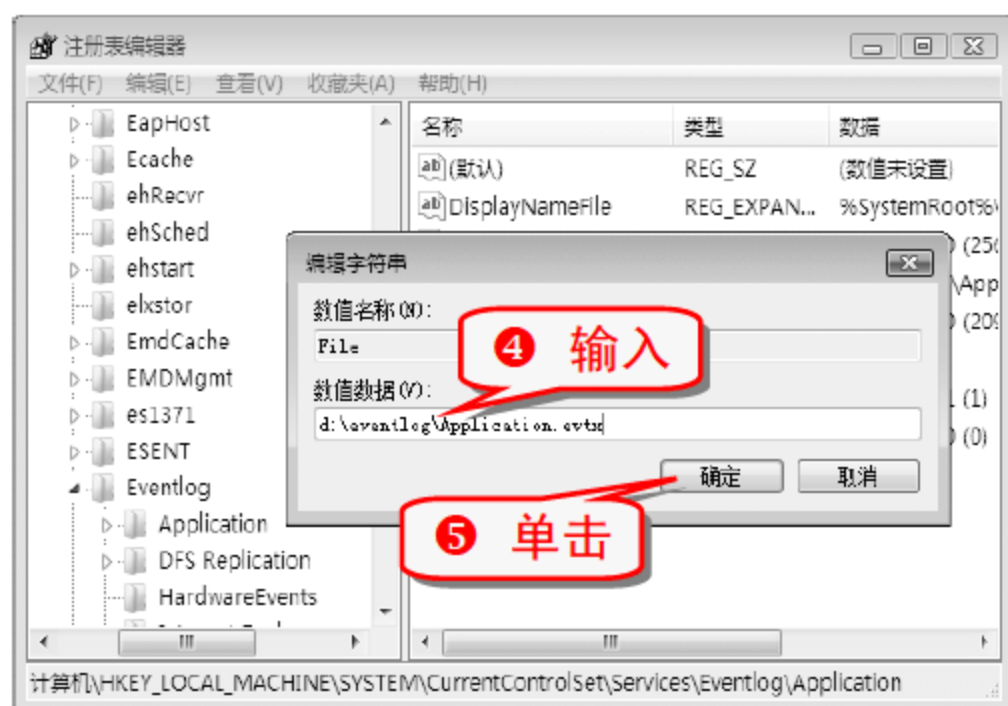 注册表编辑器
文件(F) 编辑(E) 查看(V) 收藏夹(A) 帮助(H)
EapHost
Ecache
ehRecvr
ehSched
ehstart
elxstor
EmdCache
EMDMgmt
es1371
ESENT
Eventlog
Application
DFS Replication
HardwareEvents
名称 类型 数据
(默认) REG_SZ (数值未设置)
DisplayNameFile REG_EXPAN... %SystemRoot%\
编辑字符串
数值名称(N):
File
数值数据(V):
d:\eventlog\Application.evtx
确定 取消
❹ 输入
❺ 单击
\App
(1)
(0)
计算机\HKEY_LOCAL_MACHINE\SYSTEM\CurrentControlSet\Services\Eventlog\Application